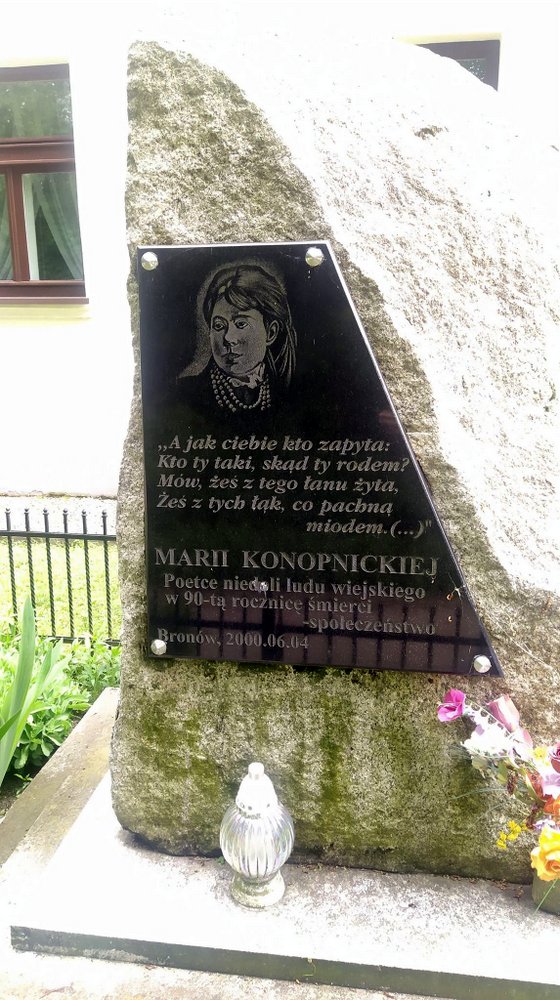 „A jak ciebie kto zapyta:
Kto ty taki, skąd ty rodem?
Mów, żeś z tego łanu żyta,
Żeś z tych łąk, co pachną
miodem.(...)"
MARII KONOPNICKIEJ
Poetce niedoli ludu wiejskiego
w 90-tą rocznicę śmierci
-społeczeństwo
Bronów, 2000.06.04